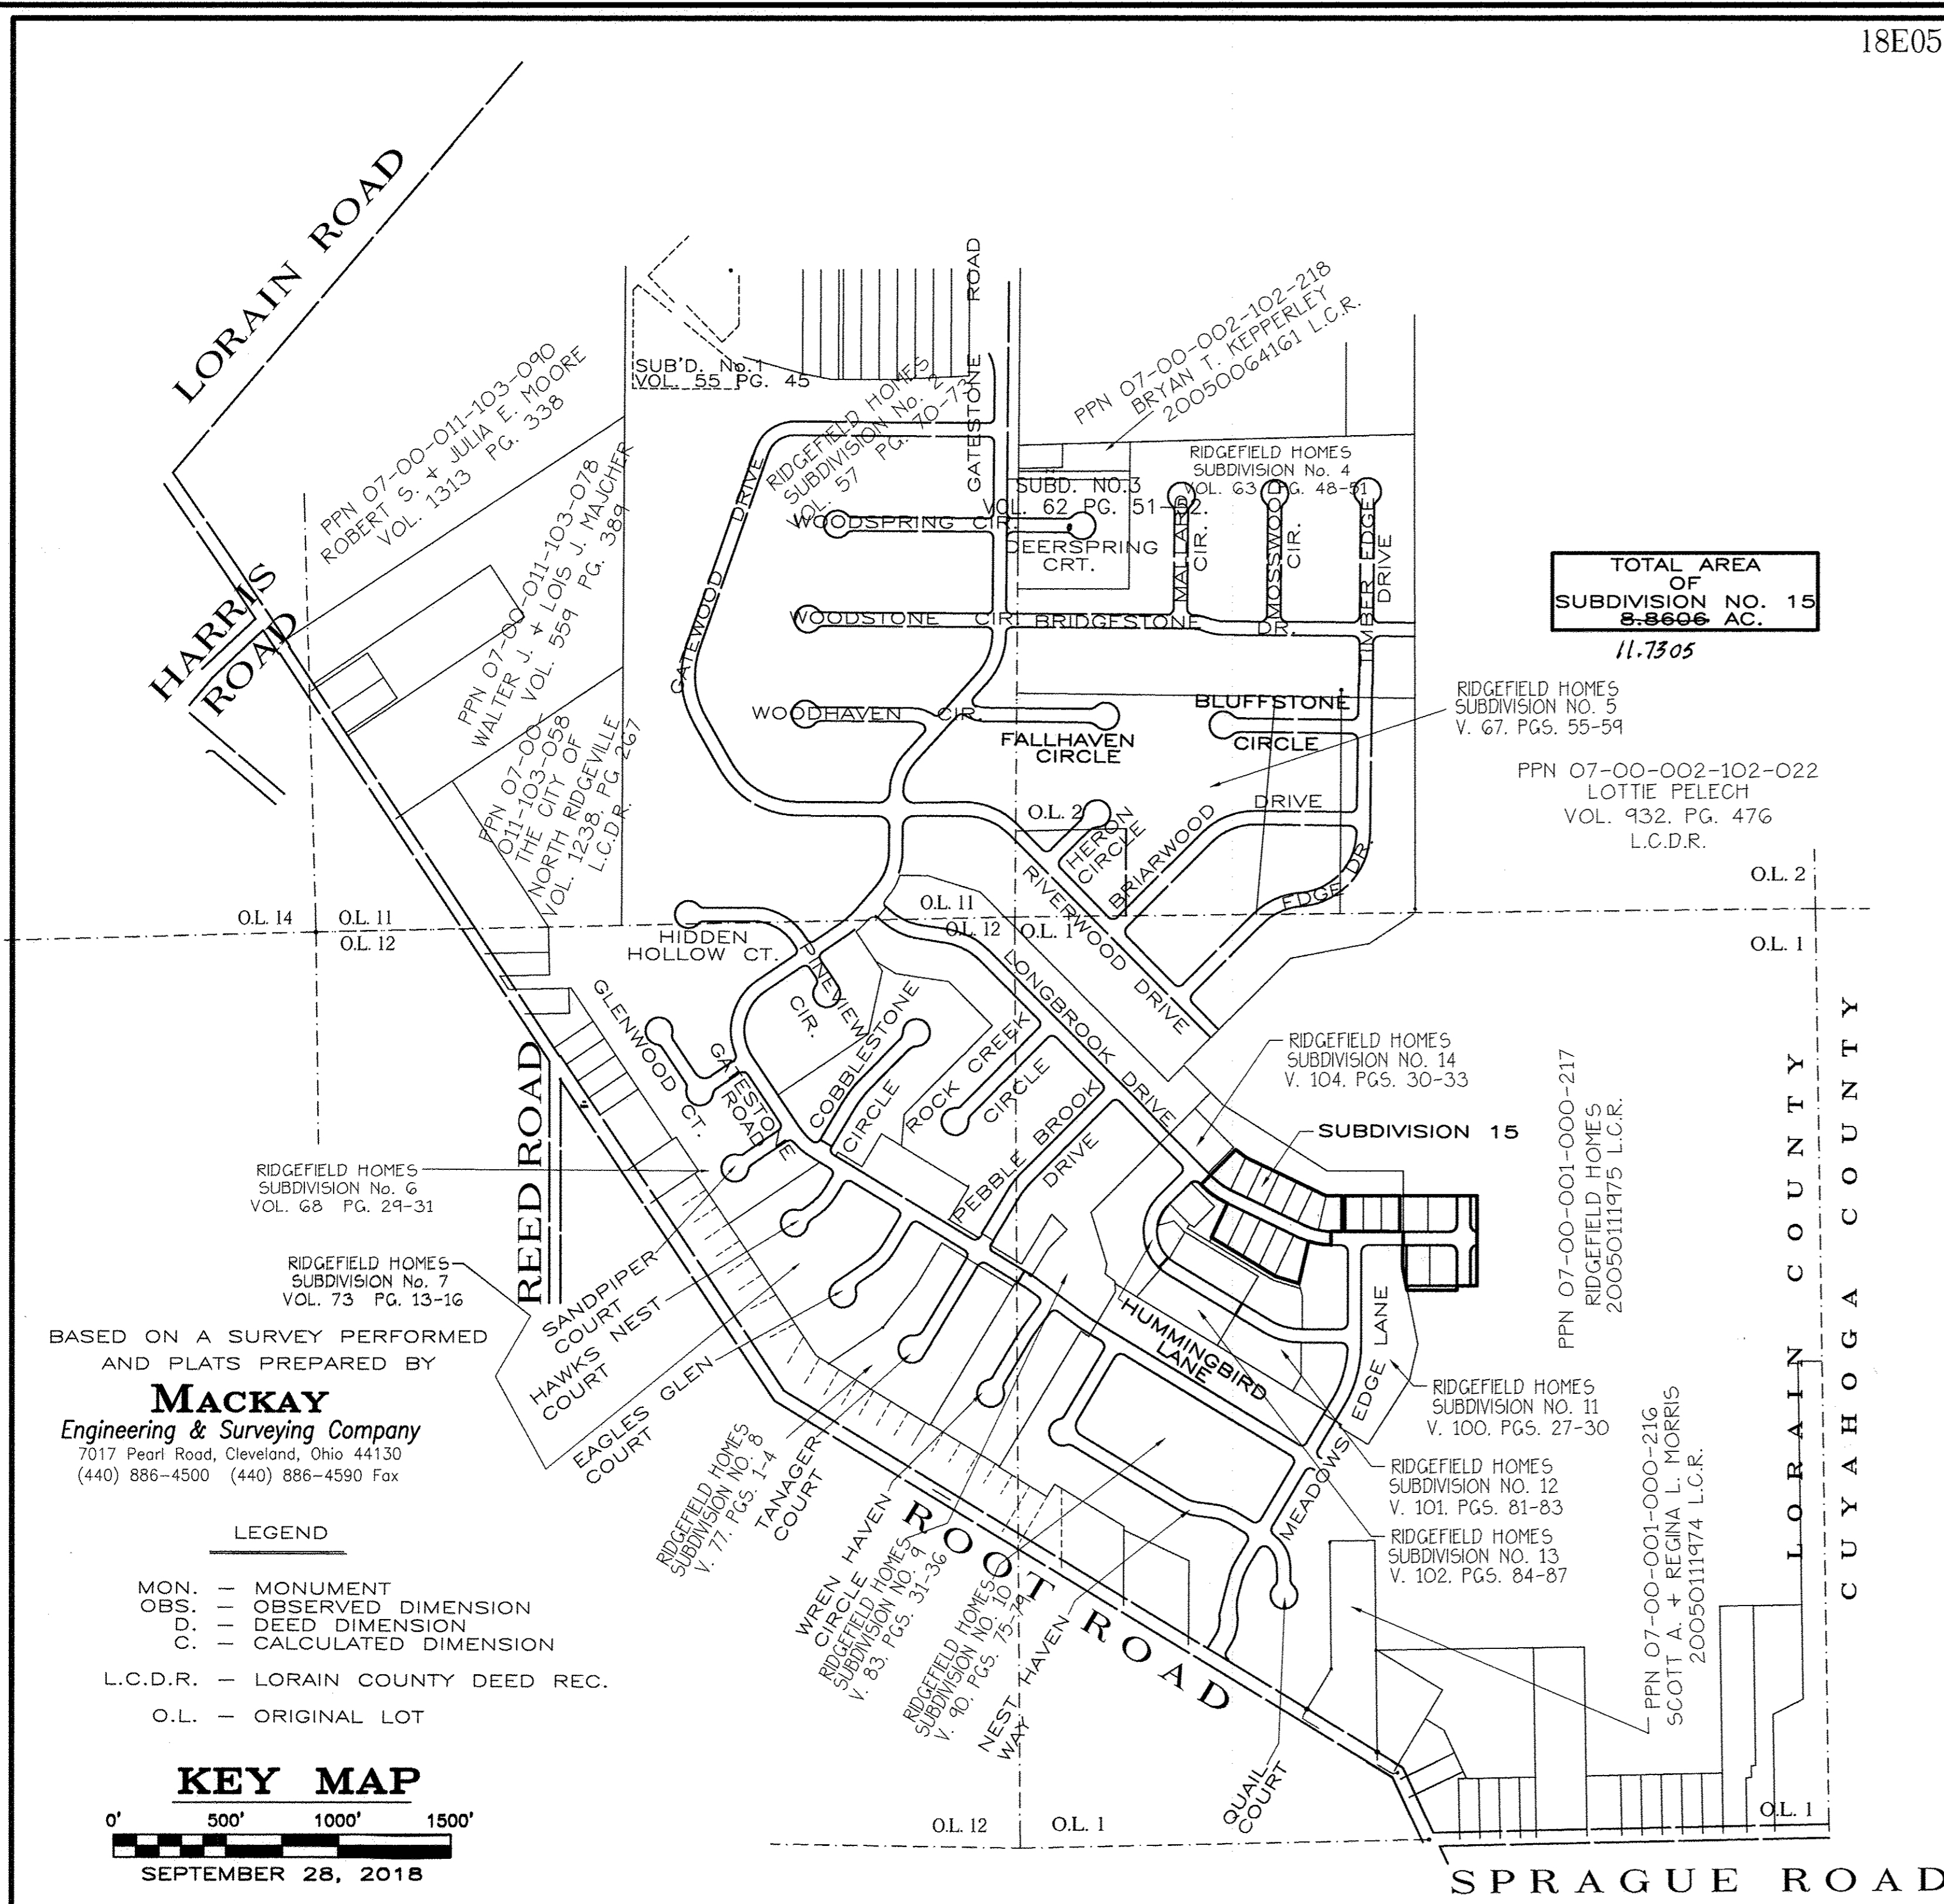 18E05
LORAIN ROAD
HARRIS
ROAD
PPN 07-00-011-103-090
ROBERT S. & JULIA E. MOORE
VOL. 1313 PG. 338
PPN 07-00-011-103-078
WALTER J. & LOIS J. MAJCHER
VOL. 559 PG. 389
PPN 07-00-
011-103-058
THE CITY OF
NORTH RIDGEVILLE
VOL. 1238, PG 267
L.C.D.R.
SUB'D. No.1
VOL. 55 PG. 45
RIDGEFIELD HOMES
SUBDIVISION No. 2
VOL. 57 PG. 70-73
GATESTONE ROAD
PPN 07-00-002-102-218
BRYAN T. KEPPERLEY
20050064161 L.C.R.
RIDGEFIELD HOMES
SUBDIVISION No. 4
VOL. 63 PG. 48-51
SUBD. NO.3
VOL. 62 PG. 51-52.
GATEWOOD DRIVE
WOODSPRING CIR.
DEERSPRING
CRT.
MALLARD
CIR.
MOSSWOOD
CIR.
TIMBER EDGE
DRIVE
WOODSTONE CIR.
BRIDGESTONE DR.
WOODHAVEN CIR.
FALLHAVEN
CIRCLE
BLUFFSTONE
CIRCLE
TOTAL AREA
OF
SUBDIVISION NO. 15
8.8606 AC.
11.7305
RIDGEFIELD HOMES
SUBDIVISION NO. 5
V. 67. PGS. 55-59
PPN 07-00-002-102-022
LOTTIE PELECH
VOL. 932. PG. 476
L.C.D.R.
O.L. 2
HERON
CIRCLE
BRIARWOOD DRIVE
EDGE DR.
RIVERWOOD DRIVE
O.L. 2
O.L. 1
O.L. 14
O.L. 11
O.L. 12
O.L. 11
O.L. 12
O.L. 1
HIDDEN
HOLLOW CT.
PINEVIEW
CIR.
LONGBROOK DRIVE
GLENWOOD CT.
GATESTONE
ROAD
COBBLESTONE
CIRCLE
ROCK CREEK
CIRCLE
PEBBLE BROOK
DRIVE
REED ROAD
RIDGEFIELD HOMES
SUBDIVISION NO. 14
V. 104. PGS. 30-33
SUBDIVISION 15
PPN 07-00-001-000-217
RIDGEFIELD HOMES
20050111975 L.C.R.
LORAIN COUNTY
CUYAHOGA COUNTY
RIDGEFIELD HOMES
SUBDIVISION No. 6
VOL. 68 PG. 29-31
RIDGEFIELD HOMES
SUBDIVISION No. 7
VOL. 73 PG. 13-16
SANDPIPER
COURT
HAWKS NEST
COURT
EAGLES GLEN
COURT
HUMMINGBIRD
LANE
MEADOWS EDGE LANE
RIDGEFIELD HOMES
SUBDIVISION NO. 11
V. 100. PGS. 27-30
RIDGEFIELD HOMES
SUBDIVISION NO. 12
V. 101. PGS. 81-83
RIDGEFIELD HOMES
SUBDIVISION NO. 13
V. 102. PGS. 84-87
PPN 07-00-001-000-216
SCOTT A. & REGINA L. MORRIS
20050111974 L.C.R.
BASED ON A SURVEY PERFORMED
AND PLATS PREPARED BY
MACKAY
Engineering & Surveying Company
7017 Pearl Road, Cleveland, Ohio 44130
(440) 886-4500 (440) 886-4590 Fax
RIDGEFIELD HOMES
SUBDIVISION NO. 8
V. 77. PGS. 1-4
TANAGER
COURT
WREN HAVEN
CIRCLE
RIDGEFIELD HOMES
SUBDIVISION NO. 9
V. 83. PGS. 31-36
RIDGEFIELD HOMES
SUBDIVISION NO. 10
V. 90. PGS. 75-79
NEST HAVEN
WAY
ROOT ROAD
QUAIL
COURT
LEGEND
MON. – MONUMENT
OBS. – OBSERVED DIMENSION
D. – DEED DIMENSION
C. – CALCULATED DIMENSION
L.C.D.R. – LORAIN COUNTY DEED REC.
O.L. – ORIGINAL LOT
KEY MAP
0' 500' 1000' 1500'
SEPTEMBER 28, 2018
O.L. 12
O.L. 1
O.L. 1
SPRAGUE ROAD